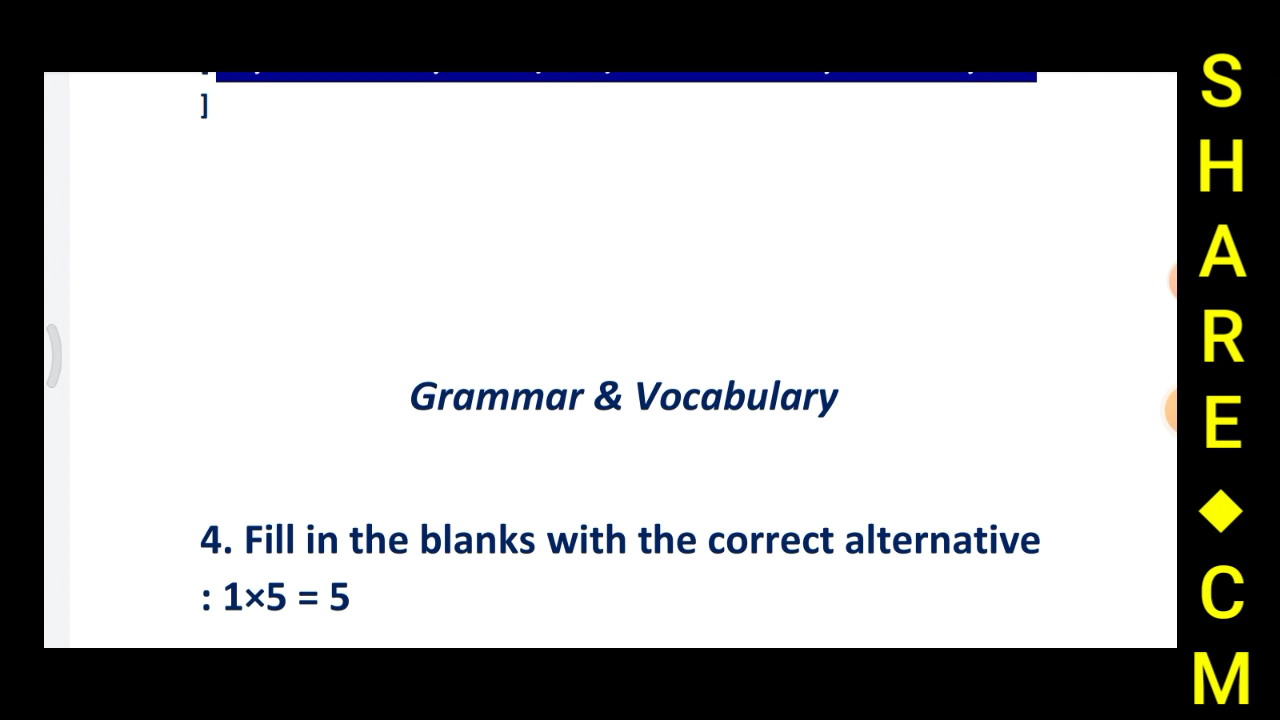 ]
Grammar & Vocabulary
4. Fill in the blanks with the correct alternative
: 1×5 = 5
S
H
A
R
E
◆
C
M